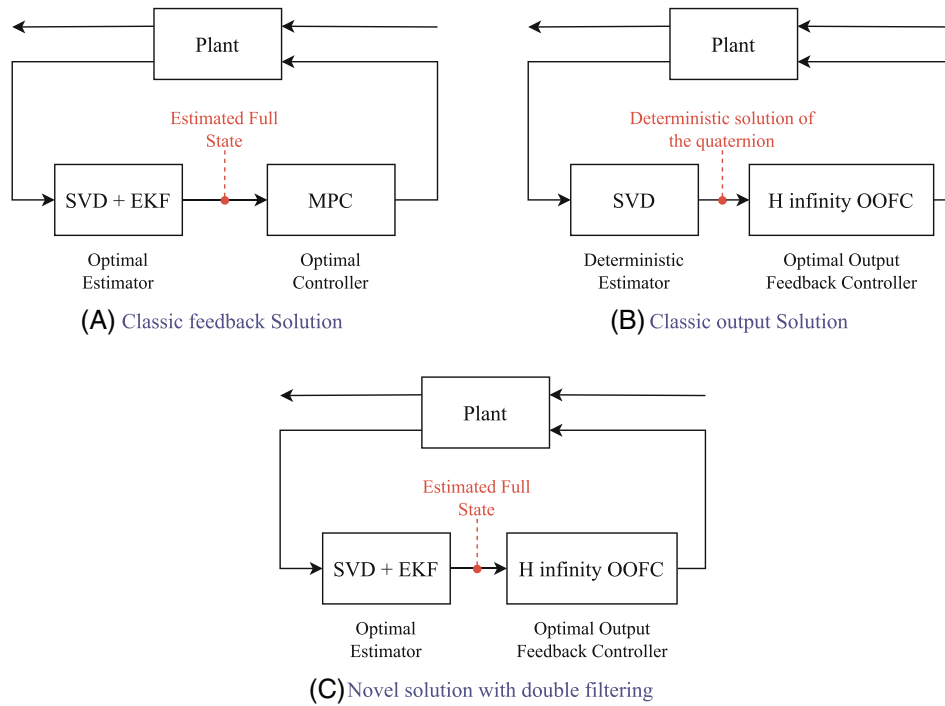 Plant
Estimated Full
State
SVD + EKF
MPC
Optimal
Estimator
Optimal
Controller
(A) Classic feedback Solution
Plant
Deterministic solution of
the quaternion
SVD
H infinity OOFC
Deterministic
Estimator
Optimal Output
Feedback Controller
(B) Classic output Solution
Plant
Estimated Full
State
SVD + EKF
H infinity OOFC
Optimal
Estimator
Optimal Output
Feedback Controller
(C) Novel solution with double filtering